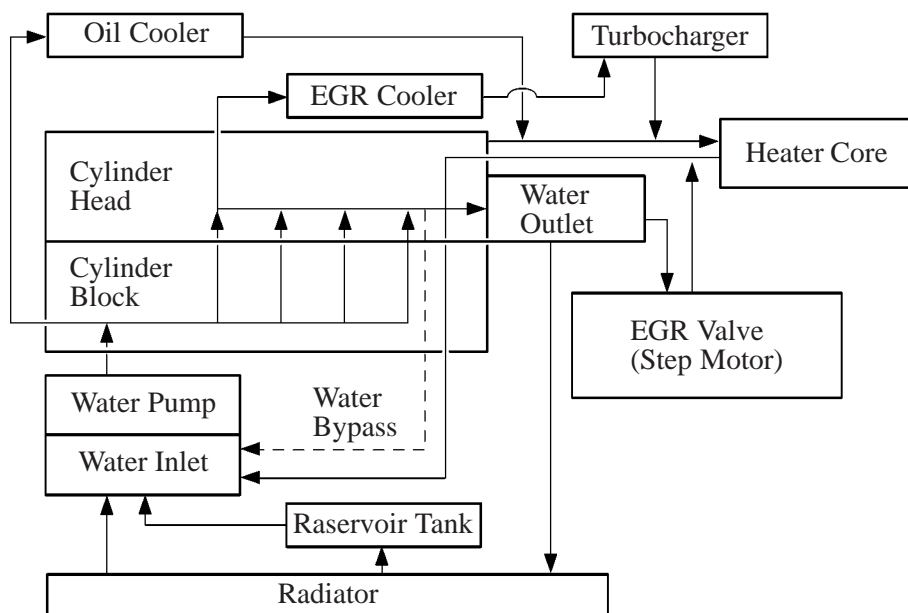 Oil Cooler
Turbocharger
EGR Cooler
Heater Core
Cylinder
Head
Water
Outlet
Cylinder
Block
EGR Valve
(Step Motor)
Water Pump
Water
Bypass
Water Inlet
Raservoir Tank
Radiator